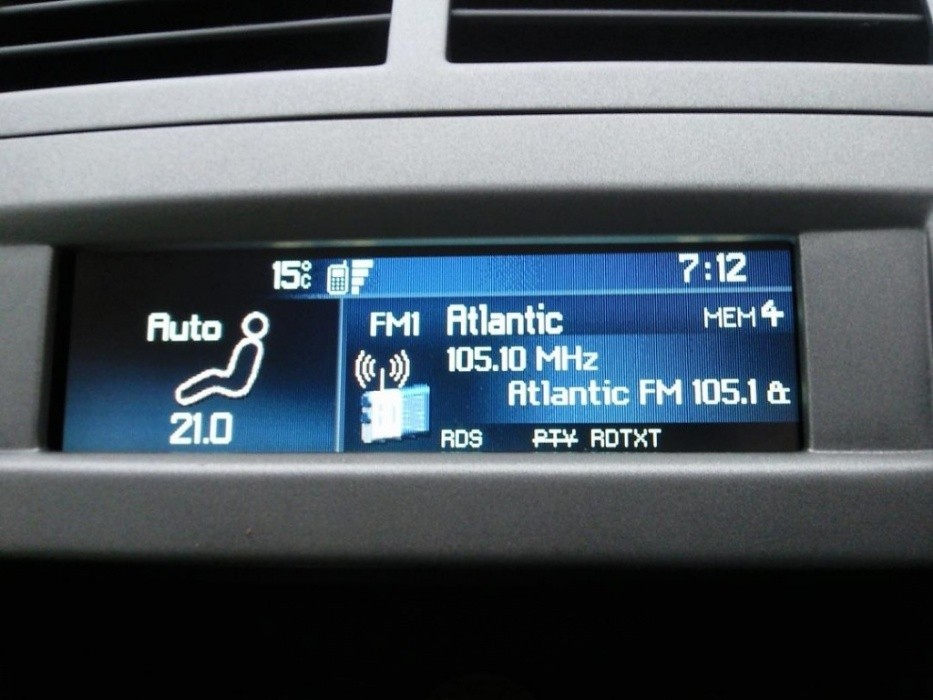 15°C 7:12
Auto
21.0
FM1 Atlantic MEM 4
105.10 MHz
Atlantic FM 105.1 &
RDS PTY RDTXT